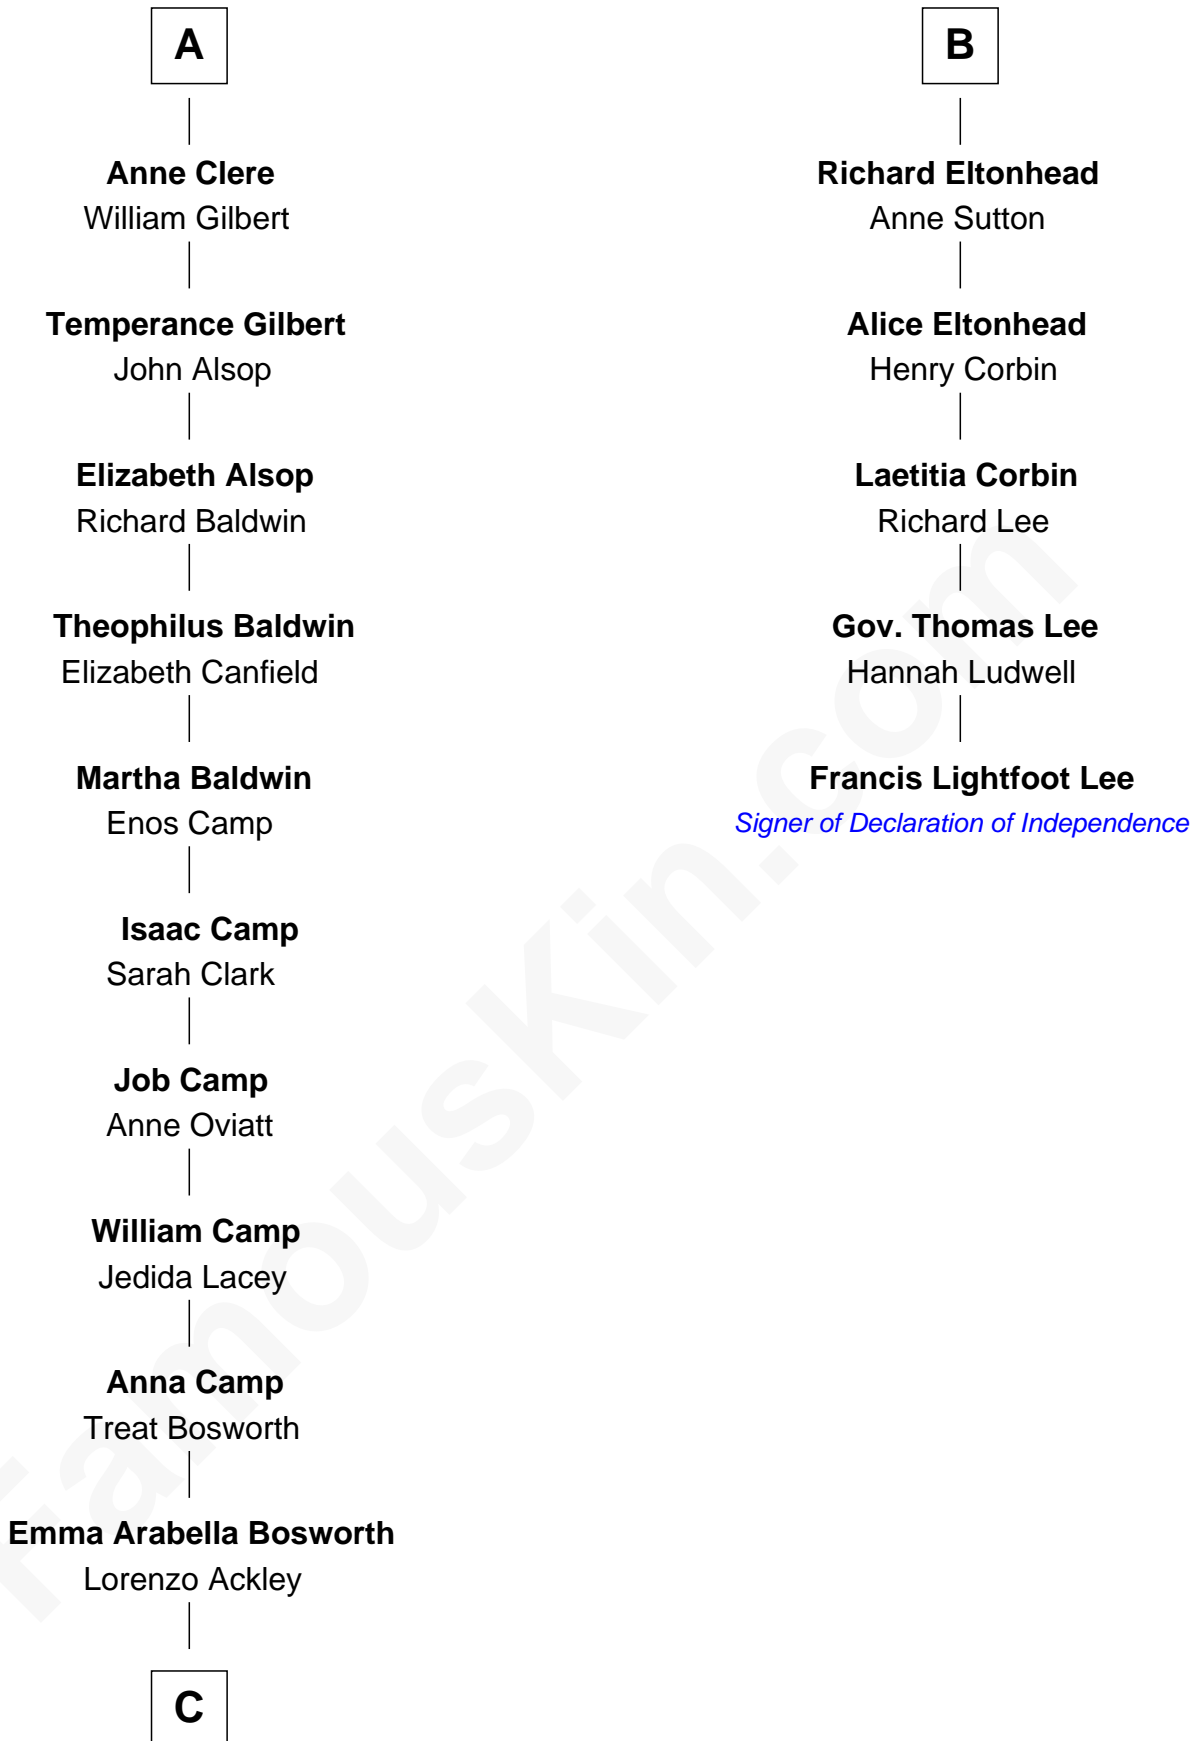 A
Anne Clere
William Gilbert
Temperance Gilbert
John Alsop
Elizabeth Alsop
Richard Baldwin
Theophilus Baldwin
Elizabeth Canfield
Martha Baldwin
Enos Camp
Isaac Camp
Sarah Clark
Job Camp
Anne Oviatt
William Camp
Jedida Lacey
Anna Camp
Treat Bosworth
Emma Arabella Bosworth
Lorenzo Ackley
C
B
Richard Eltonhead
Anne Sutton
Alice Eltonhead
Henry Corbin
Laetitia Corbin
Richard Lee
Gov. Thomas Lee
Hannah Ludwell
Francis Lightfoot Lee
Signer of Declaration of Independence
FamousKin.com